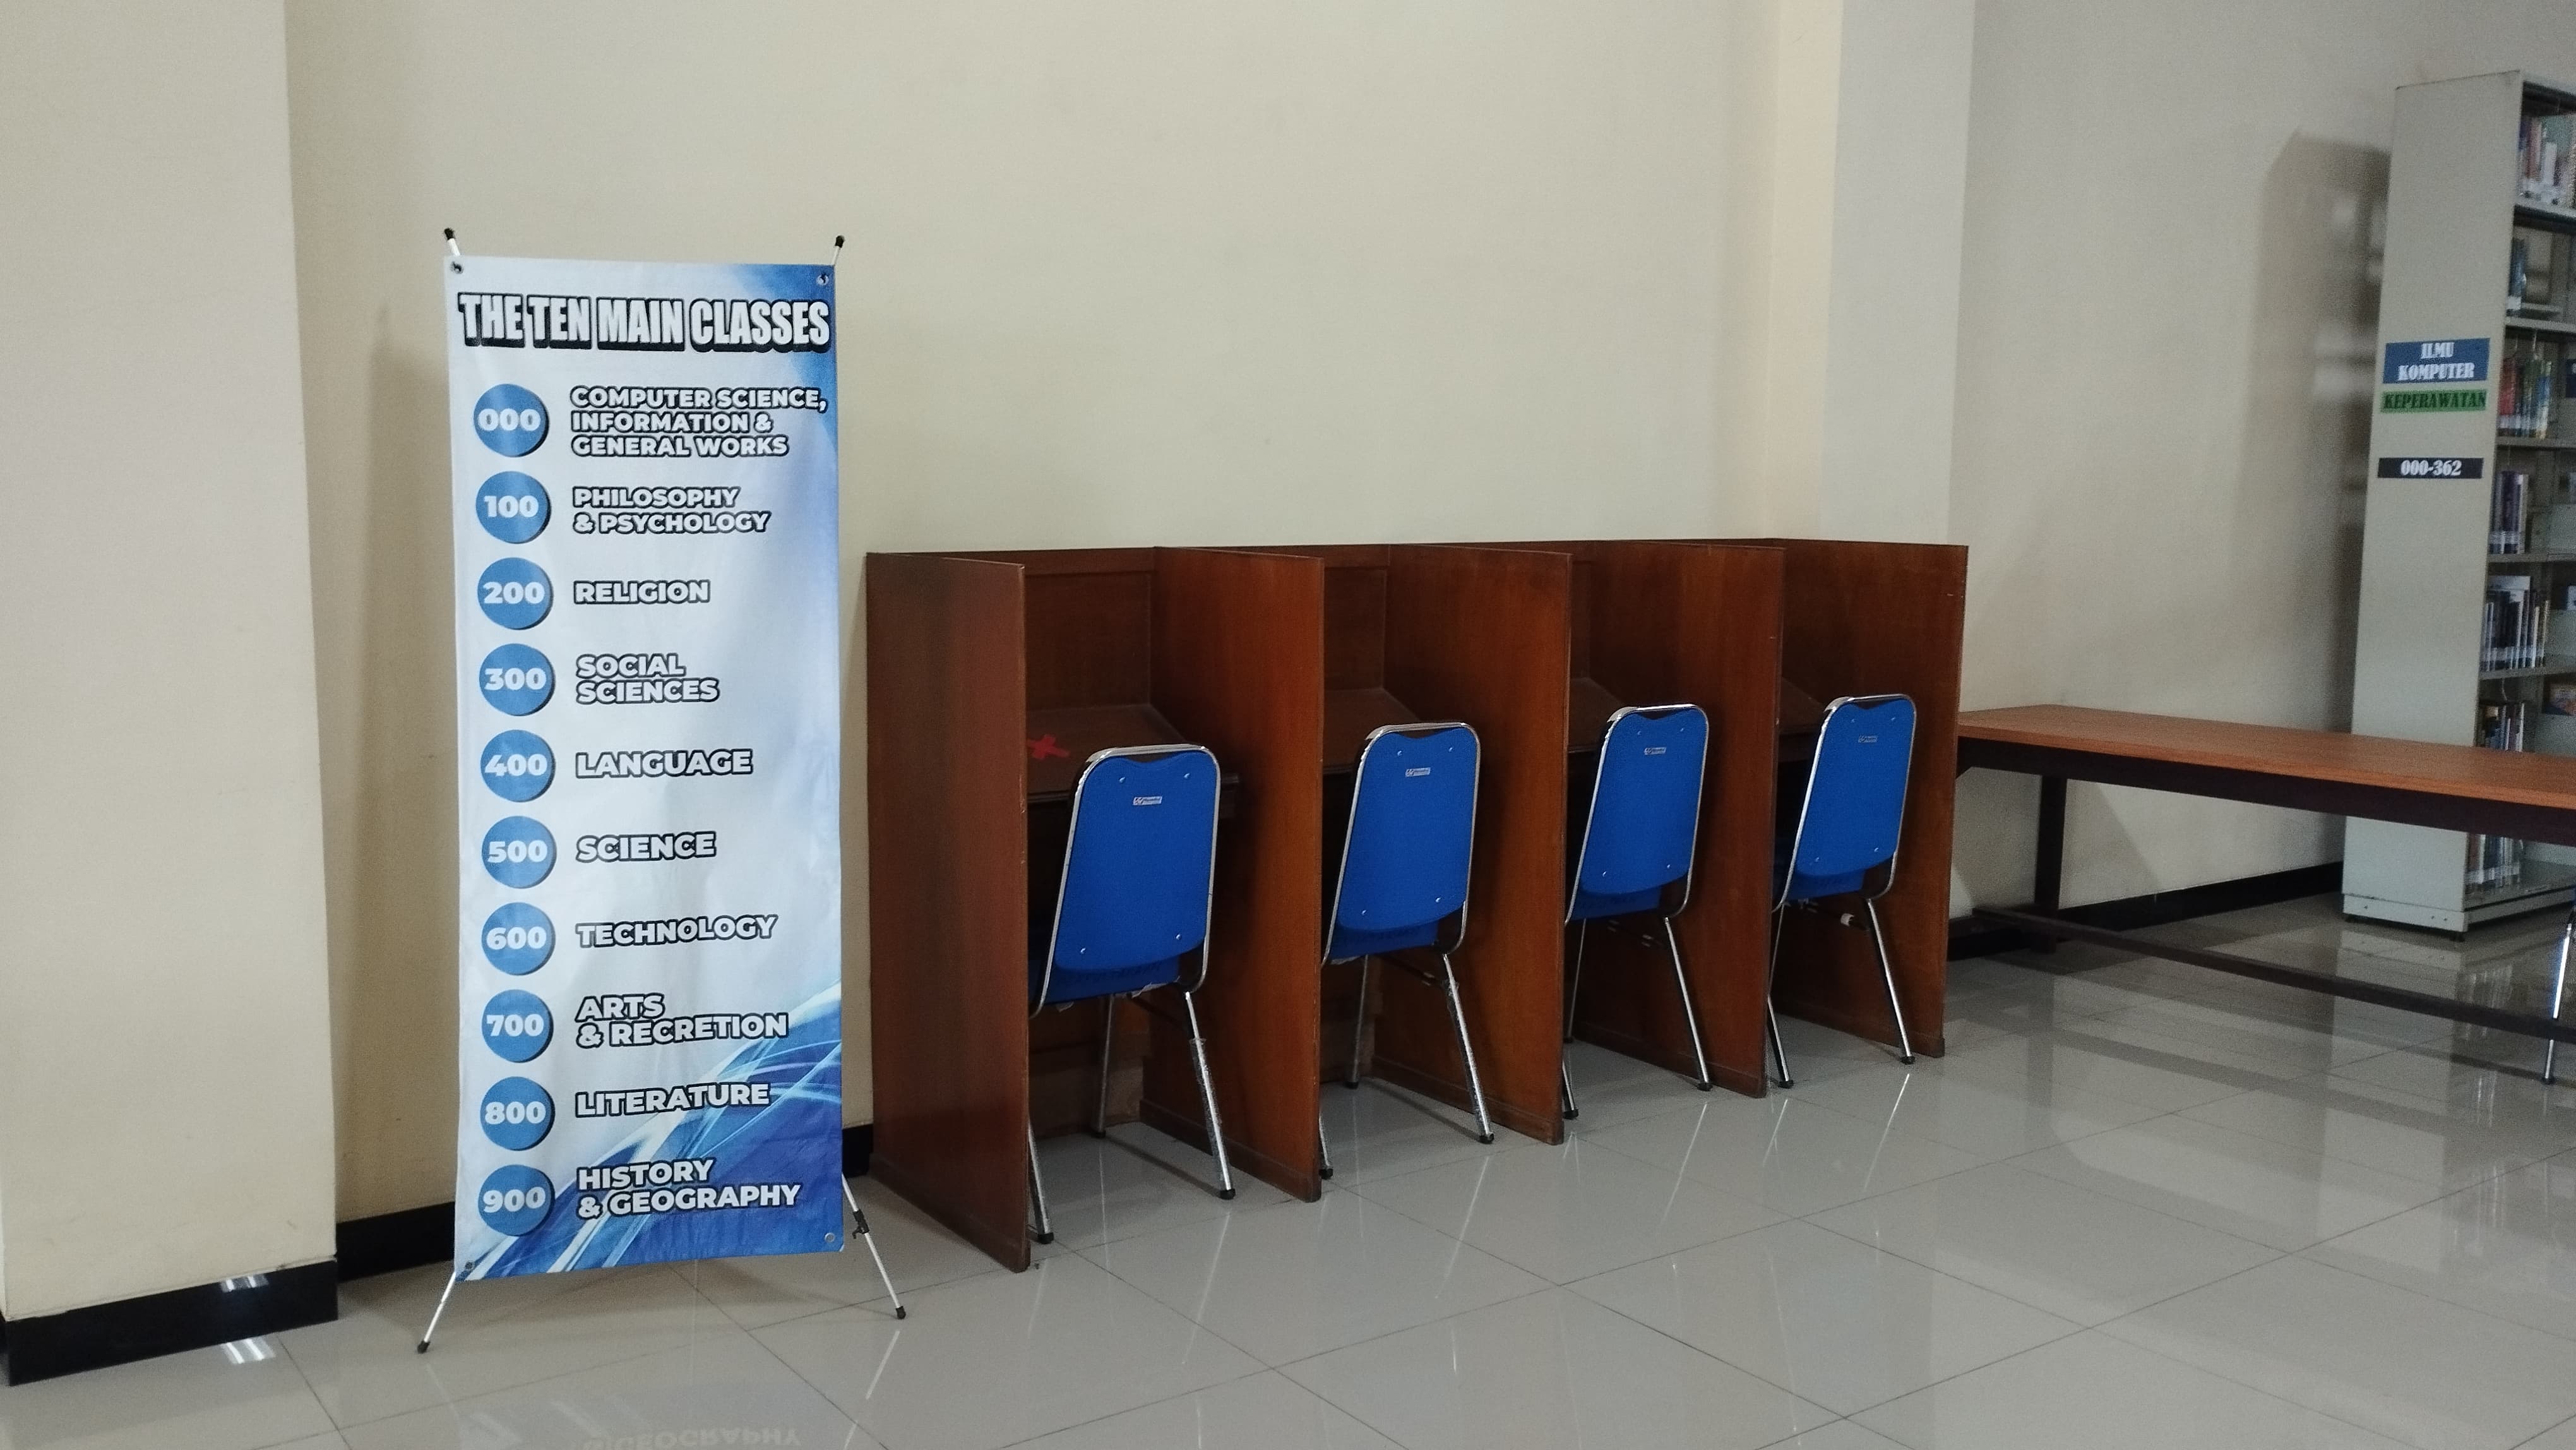 THE TEN MAIN CLASSES
000
COMPUTER SCIENCE,
INFORMATION &
GENERAL WORKS
100
PHILOSOPHY
& PSYCHOLOGY
200
RELIGION
300
SOCIAL
SCIENCES
400
LANGUAGE
500
SCIENCE
600
TECHNOLOGY
700
ARTS
& RECRETION
800
LITERATURE
900
HISTORY
& GEOGRAPHY
ILMU
KOMPUTER
KEPERAWATAN
000-362